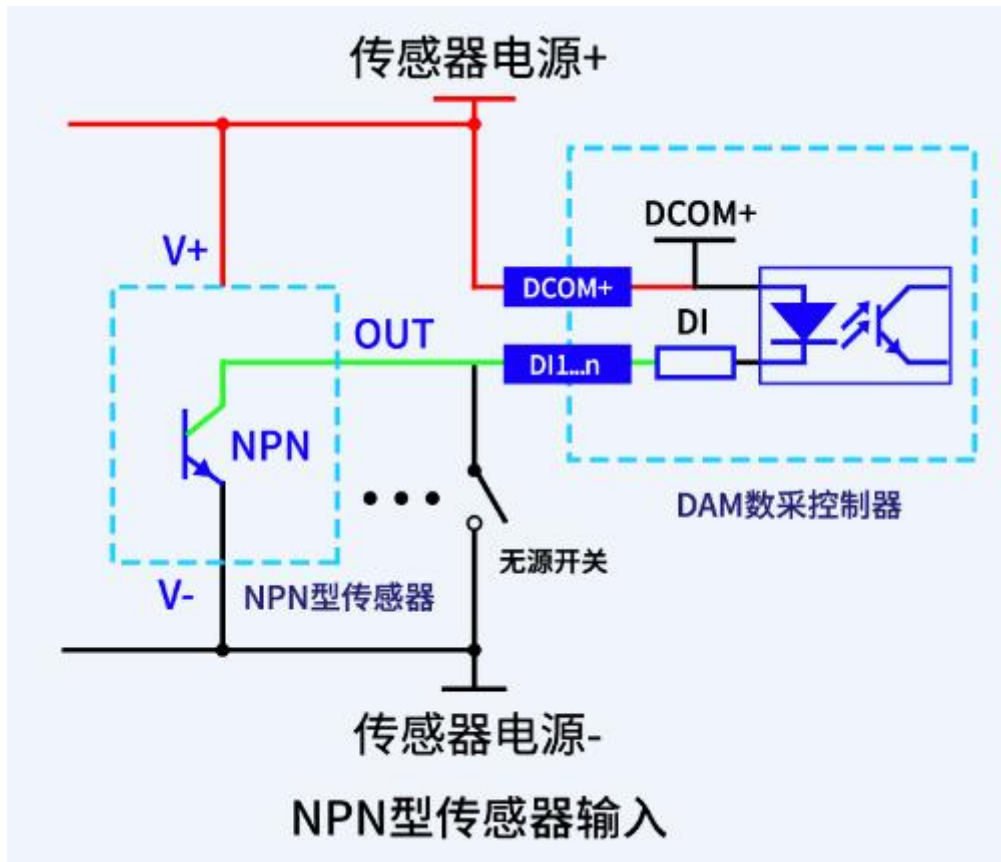 传感器电源+
DCOM+
V+
DCOM+
OUT
DI
DI1...n
NPN
DAM数采控制器
无源开关
V-
NPN型传感器
传感器电源-
NPN型传感器输入